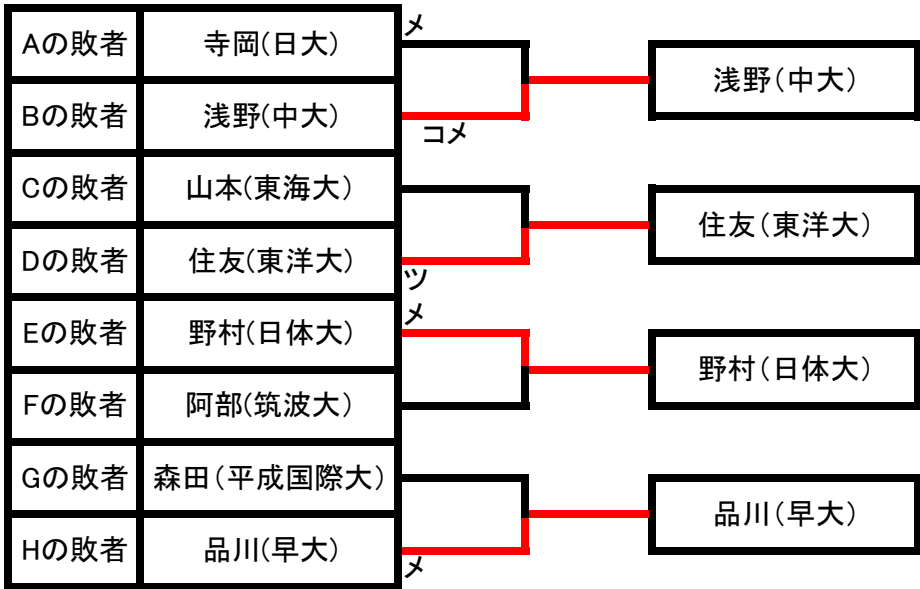 Aの敗者 寺岡(日大) メ
浅野(中大)
Bの敗者 浅野(中大) コメ
Cの敗者 山本(東海大)
住友(東洋大)
Dの敗者 住友(東洋大) ツ
Eの敗者 野村(日体大) メ
野村(日体大)
Fの敗者 阿部(筑波大)
Gの敗者 森田(平成国際大)
品川(早大)
Hの敗者 品川(早大) メ